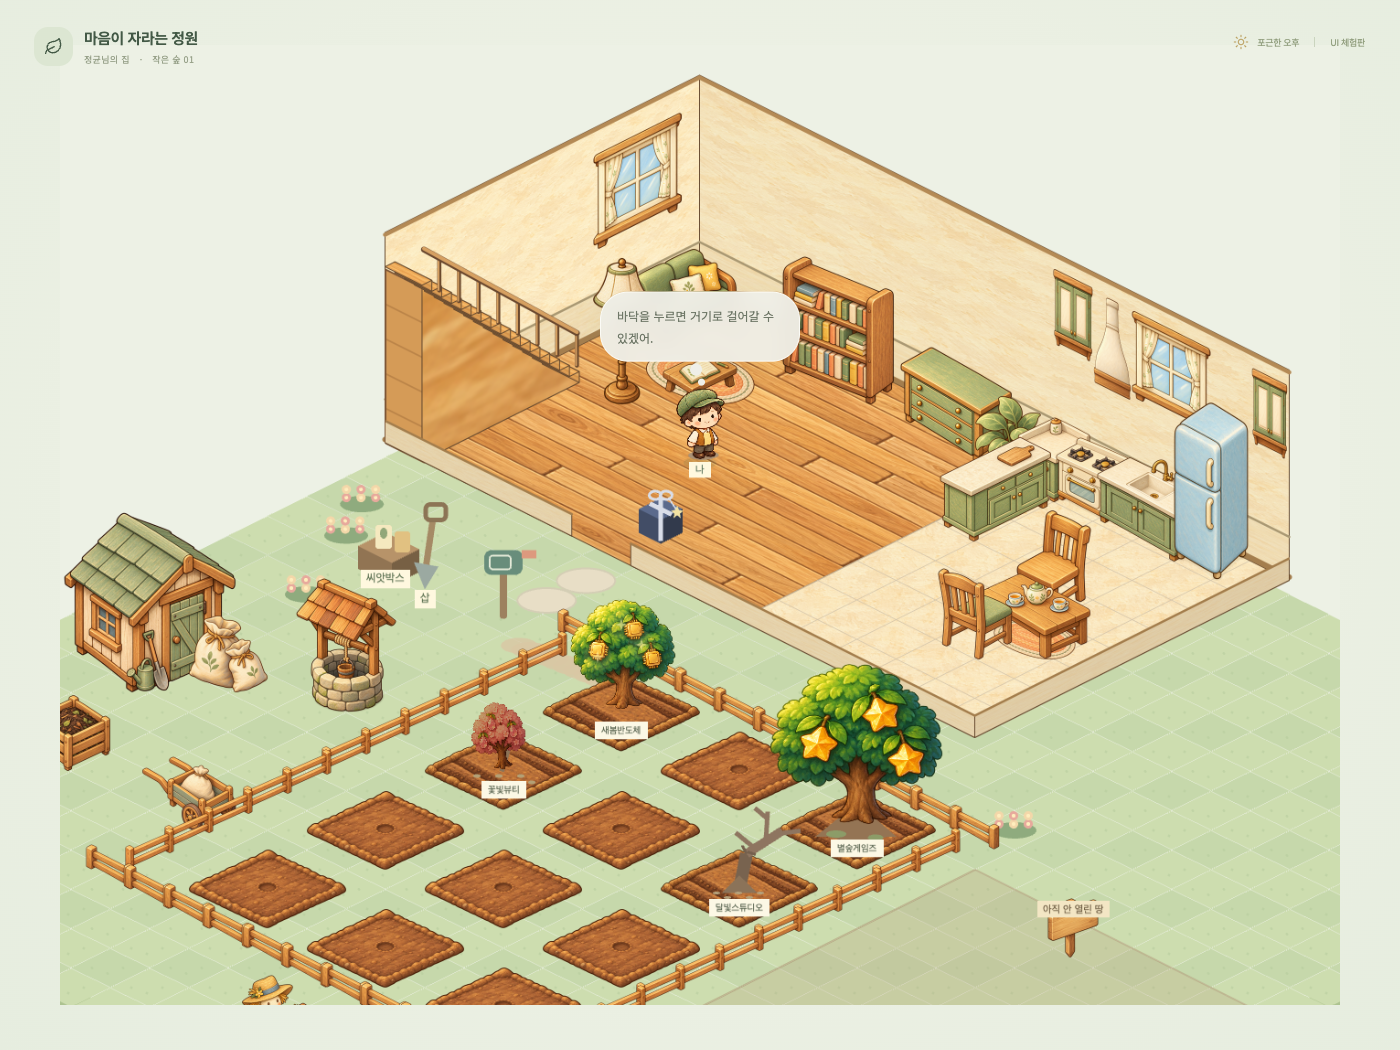 마음이 자라는 정원
정균님의 집 · 작은 숲 01
포근한 오후 | UI 체험판
바닥을 누르면 거기로 걸어갈 수
있겠어.
나
씨앗박스
삽
새봄반도체
꽃빛뷰티
별숲게임즈
달빛스튜디오
아직 안 열린 땅